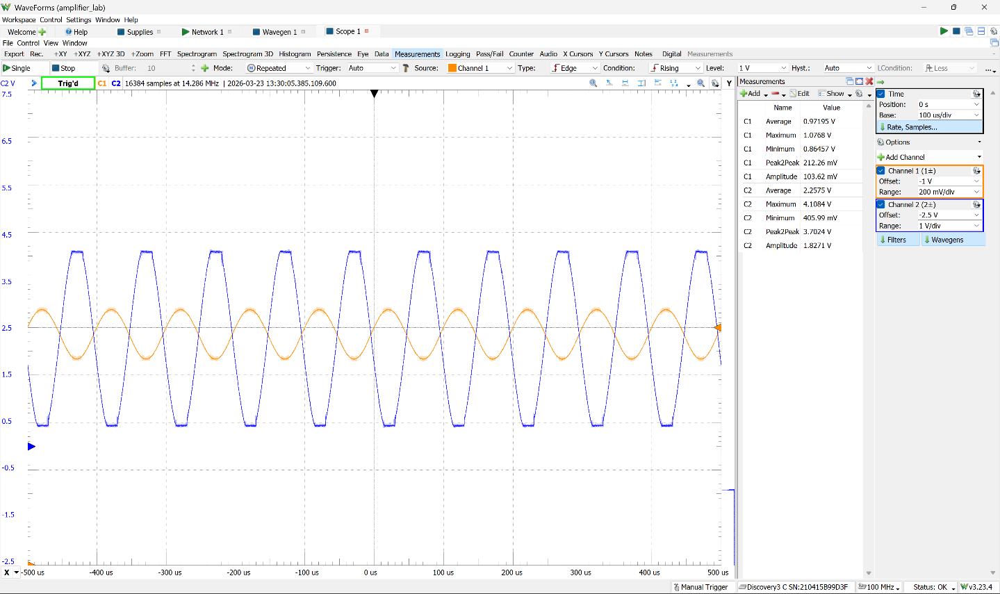 WaveForms (amplifier_lab)
Workspace Control Settings Window Help
Welcome Help Supplies Network 1 Wavegen 1 Scope 1
File Control View Window
Export Rec. +XY +XYZ +XYZ 3D +Zoom FFT Spectrogram Spectrogram 3D Histogram Persistence Eye Data Measurements Logging Pass/Fail Counter Audio X Cursors Y Cursors Notes Digital Measurements
Single Stop Buffer: 10 Mode: Repeated Trigger: Auto Source: Channel 1 Type: Edge Condition: Rising Level: 1 V Hyst.: Auto LCondition: Less ...
C2 V Trig'd C1 C2 16384 samples at 14.286 MHz | 2026-03-23 13:30:05.385.109.600 Y
7.5
6.5
5.5
4.5
3.5
2.5
1.5
0.5
-0.5
-1.5
-2.5
X -500 us -400 us -300 us -200 us -100 us 0 us 100 us 200 us 300 us 400 us 500 us
Measurements
Add Edit Show
Name Value
C1 Average 0.97195 V
C1 Maximum 1.0768 V
C1 Minimum 0.86457 V
C1 Peak2Peak 212.26 mV
C1 Amplitude 103.62 mV
C2 Average 2.2575 V
C2 Maximum 4.1084 V
C2 Minimum 405.99 mV
C2 Peak2Peak 3.7024 V
C2 Amplitude 1.8271 V
Time
Position: 0 s
Base: 100 us/div
Rate, Samples...
Options
Add Channel
Channel 1 (1±)
Offset: -1 V
Range: 200 mV/div
Channel 2 (2±)
Offset: -2.5 V
Range: 1 V/div
Filters Wavegens
Manual Trigger Discovery3 C SN:210415B99D3F 100 MHz Status: OK v3.23.4